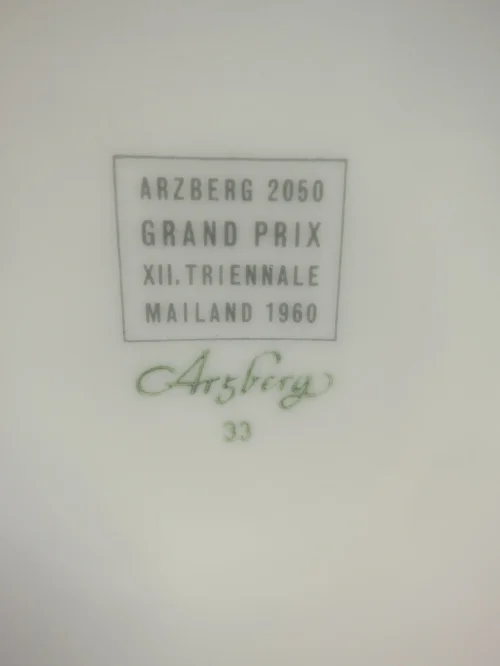 ARZBERG 2050
GRAND PRIX
XII. TRIENNALE
MAILAND 1960
Arzberg
33